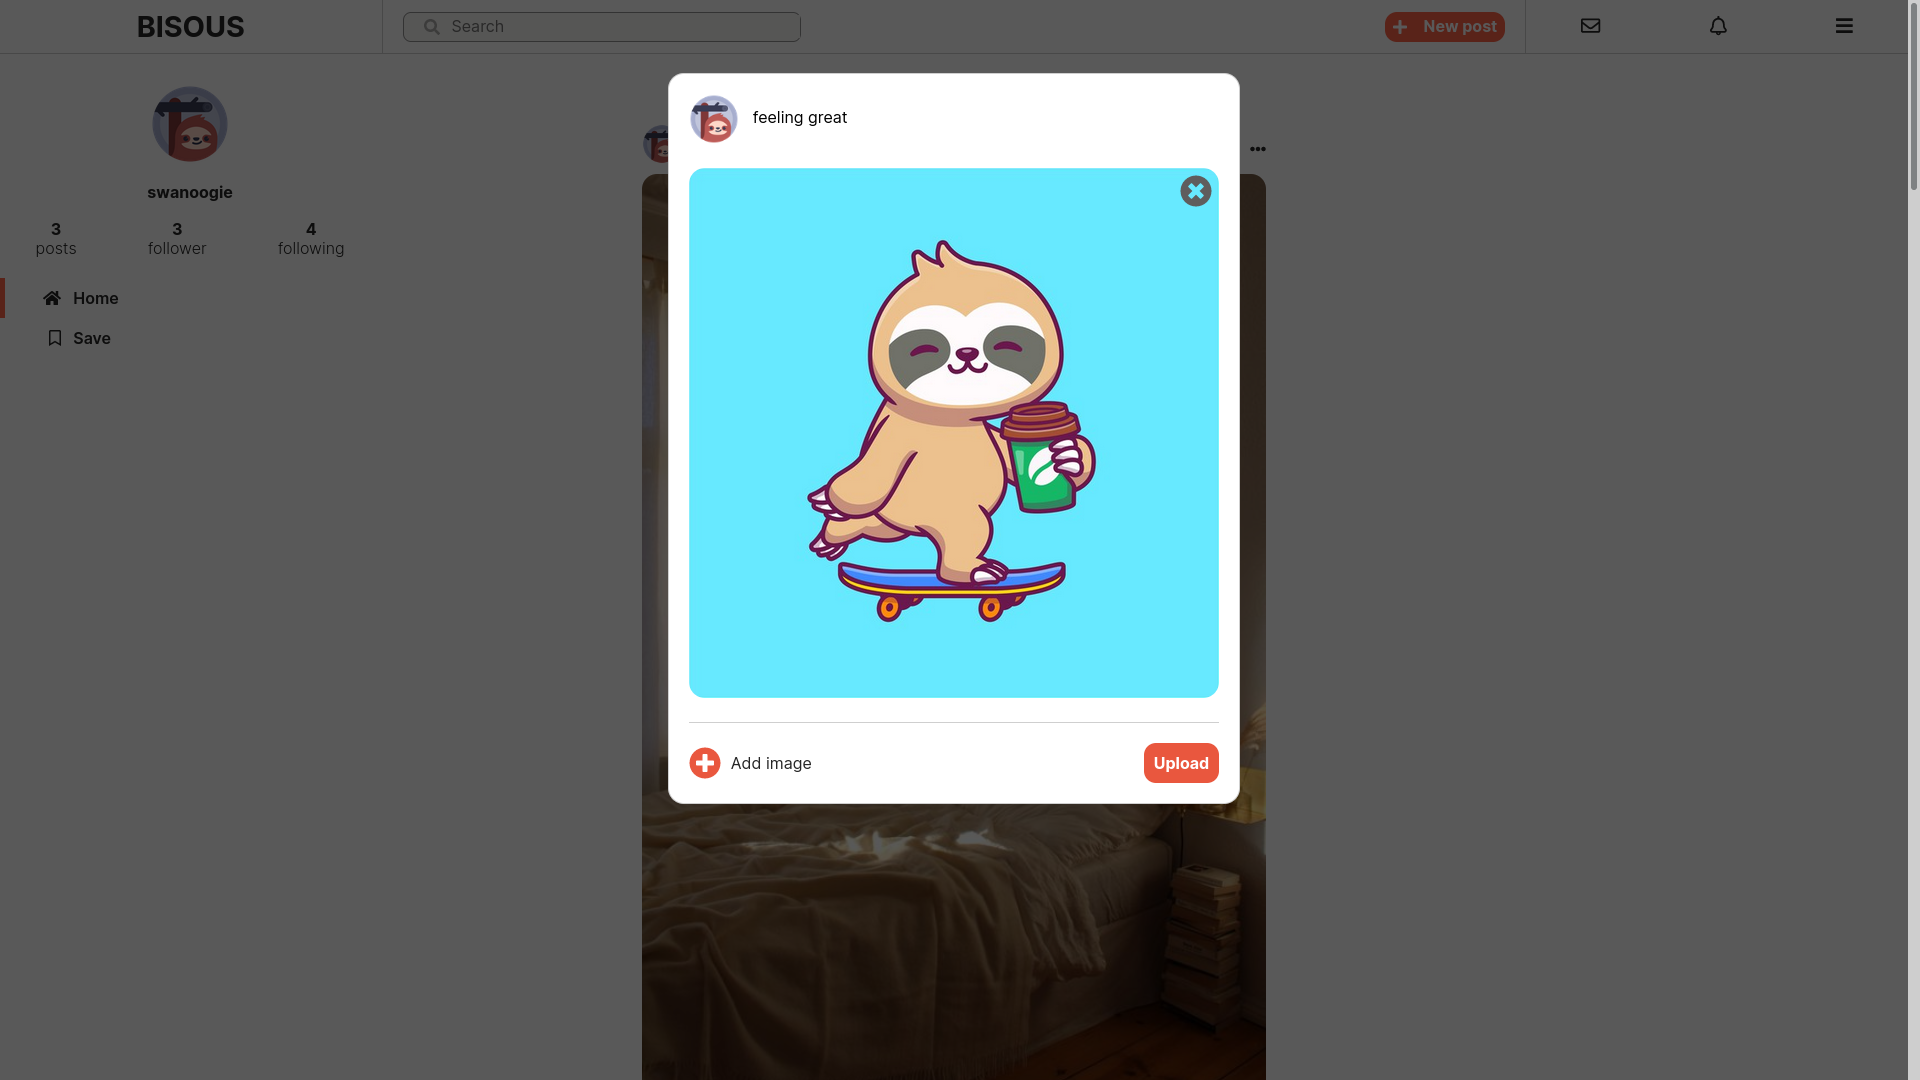 BISOUS
Search
New post
swanoogie
3
posts
3
follower
4
following
Home
Save
feeling great
Add image
Upload